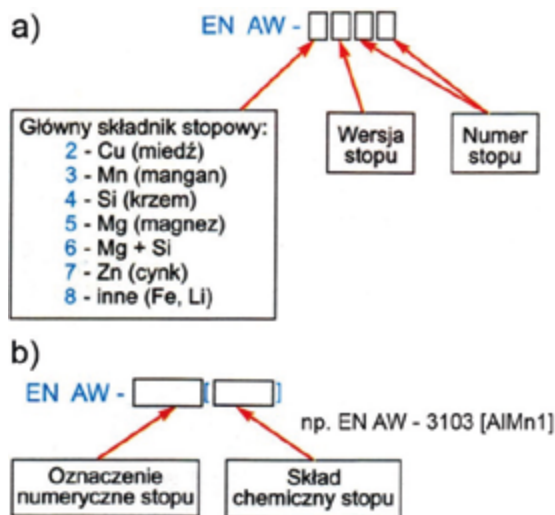 a)
EN AW -
Główny składnik stopowy:
2 - Cu (miedź)
3 - Mn (mangan)
4 - Si (krzem)
5 - Mg (magnez)
6 - Mg + Si
7 - Zn (cynk)
8 - inne (Fe, Li)
Wersja
stopu
Numer
stopu
b)
EN AW - [ ]
np. EN AW - 3103 [AlMn1]
Oznaczenie
numeryczne stopu
Skład
chemiczny stopu